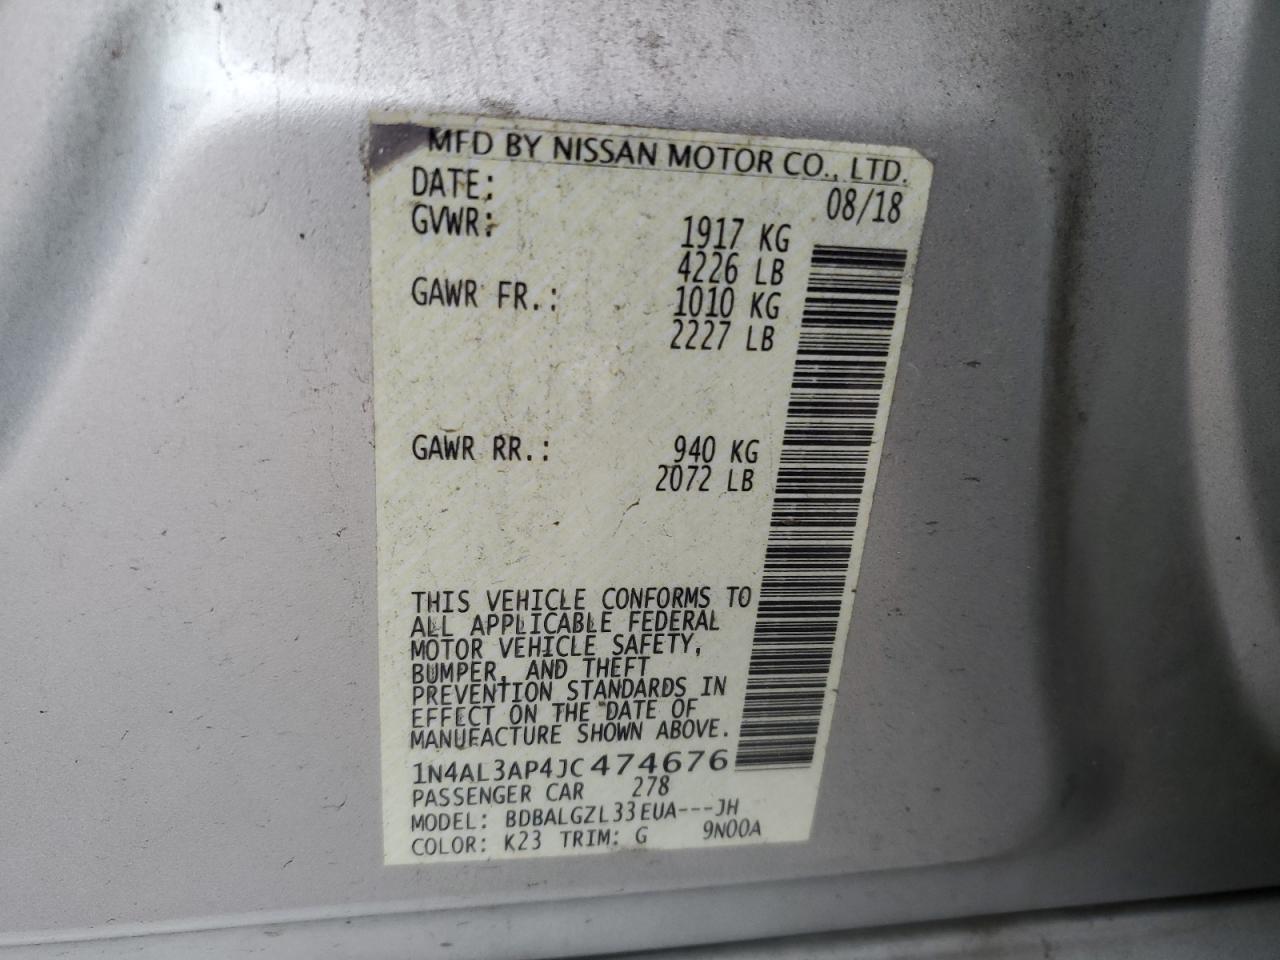 MFD BY NISSAN MOTOR CO., LTD.
DATE: 08/18
GVWR: 1917 KG
4226 LB
GAWR FR.: 1010 KG
2227 LB
GAWR RR.: 940 KG
2072 LB
THIS VEHICLE CONFORMS TO
ALL APPLICABLE FEDERAL
MOTOR VEHICLE SAFETY,
BUMPER, AND THEFT
PREVENTION STANDARDS IN
EFFECT ON THE DATE OF
MANUFACTURE SHOWN ABOVE.
1N4AL3AP4JC474676
PASSENGER CAR 278
MODEL: BDBALGZL33EUA---JH
COLOR: K23 TRIM: G 9N00A